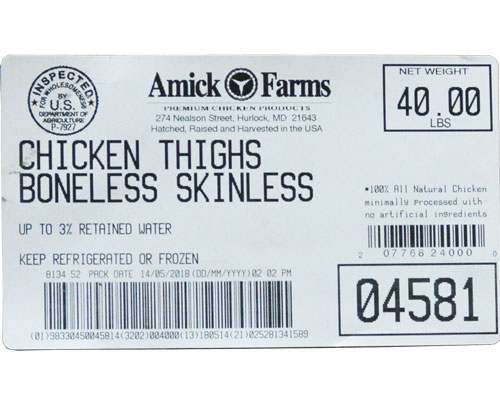 INSPECTED
FOR WHOLESOMENESS
BY
U.S.
DEPARTMENT OF
AGRICULTURE
P-7927
Amick Farms
PREMIUM CHICKEN PRODUCTS
274 Nealson Street, Hurlock, MD 21643
Hatched, Raised and Harvested in the USA
NET WEIGHT
40.00
LBS
CHICKEN THIGHS
BONELESS SKINLESS
UP TO 3% RETAINED WATER
KEEP REFRIGERATED OR FROZEN
•100% All Natural Chicken
minimally processed with
no artificial ingredients
2 07768 24000 0
8134 52 PACK DATE 14/05/2018(DD/MM/YYYY)02:02 PM
04581
(01)98330450045814(3202)004000(13)180514(21)025281341589